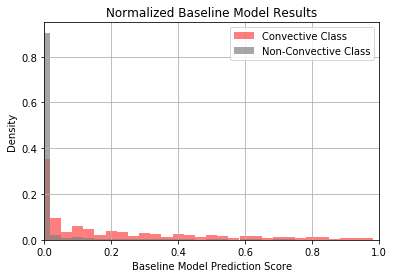 Normalized Baseline Model Results
Convective Class
Non-Convective Class
Density
0.8
0.6
0.4
0.2
0.0
0.0 0.2 0.4 0.6 0.8 1.0
Baseline Model Prediction Score